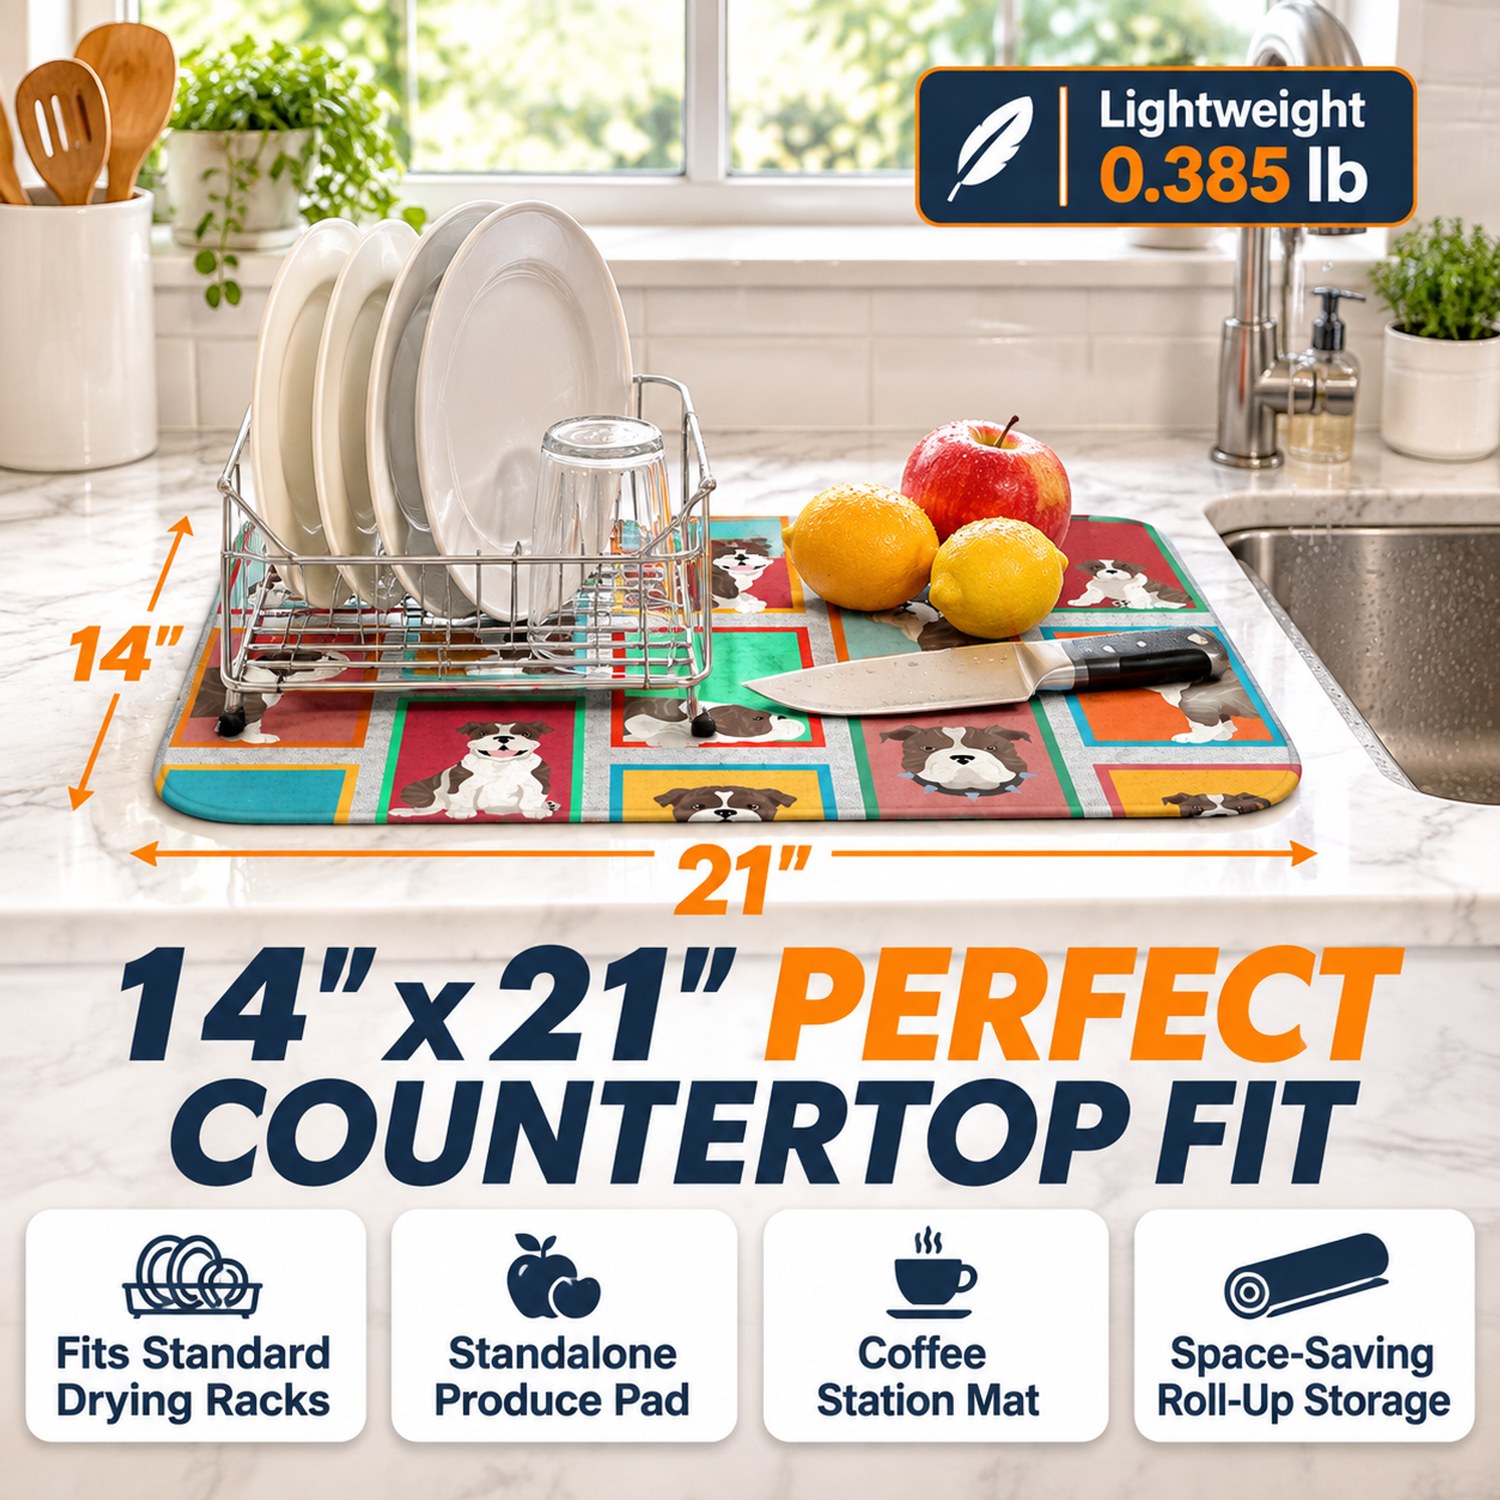 Lightweight
0.385 lb
14"
21"
14" x 21" PERFECT
COUNTERTOP FIT
Fits Standard
Drying Racks
Standalone
Produce Pad
Coffee
Station Mat
Space-Saving
Roll-Up Storage